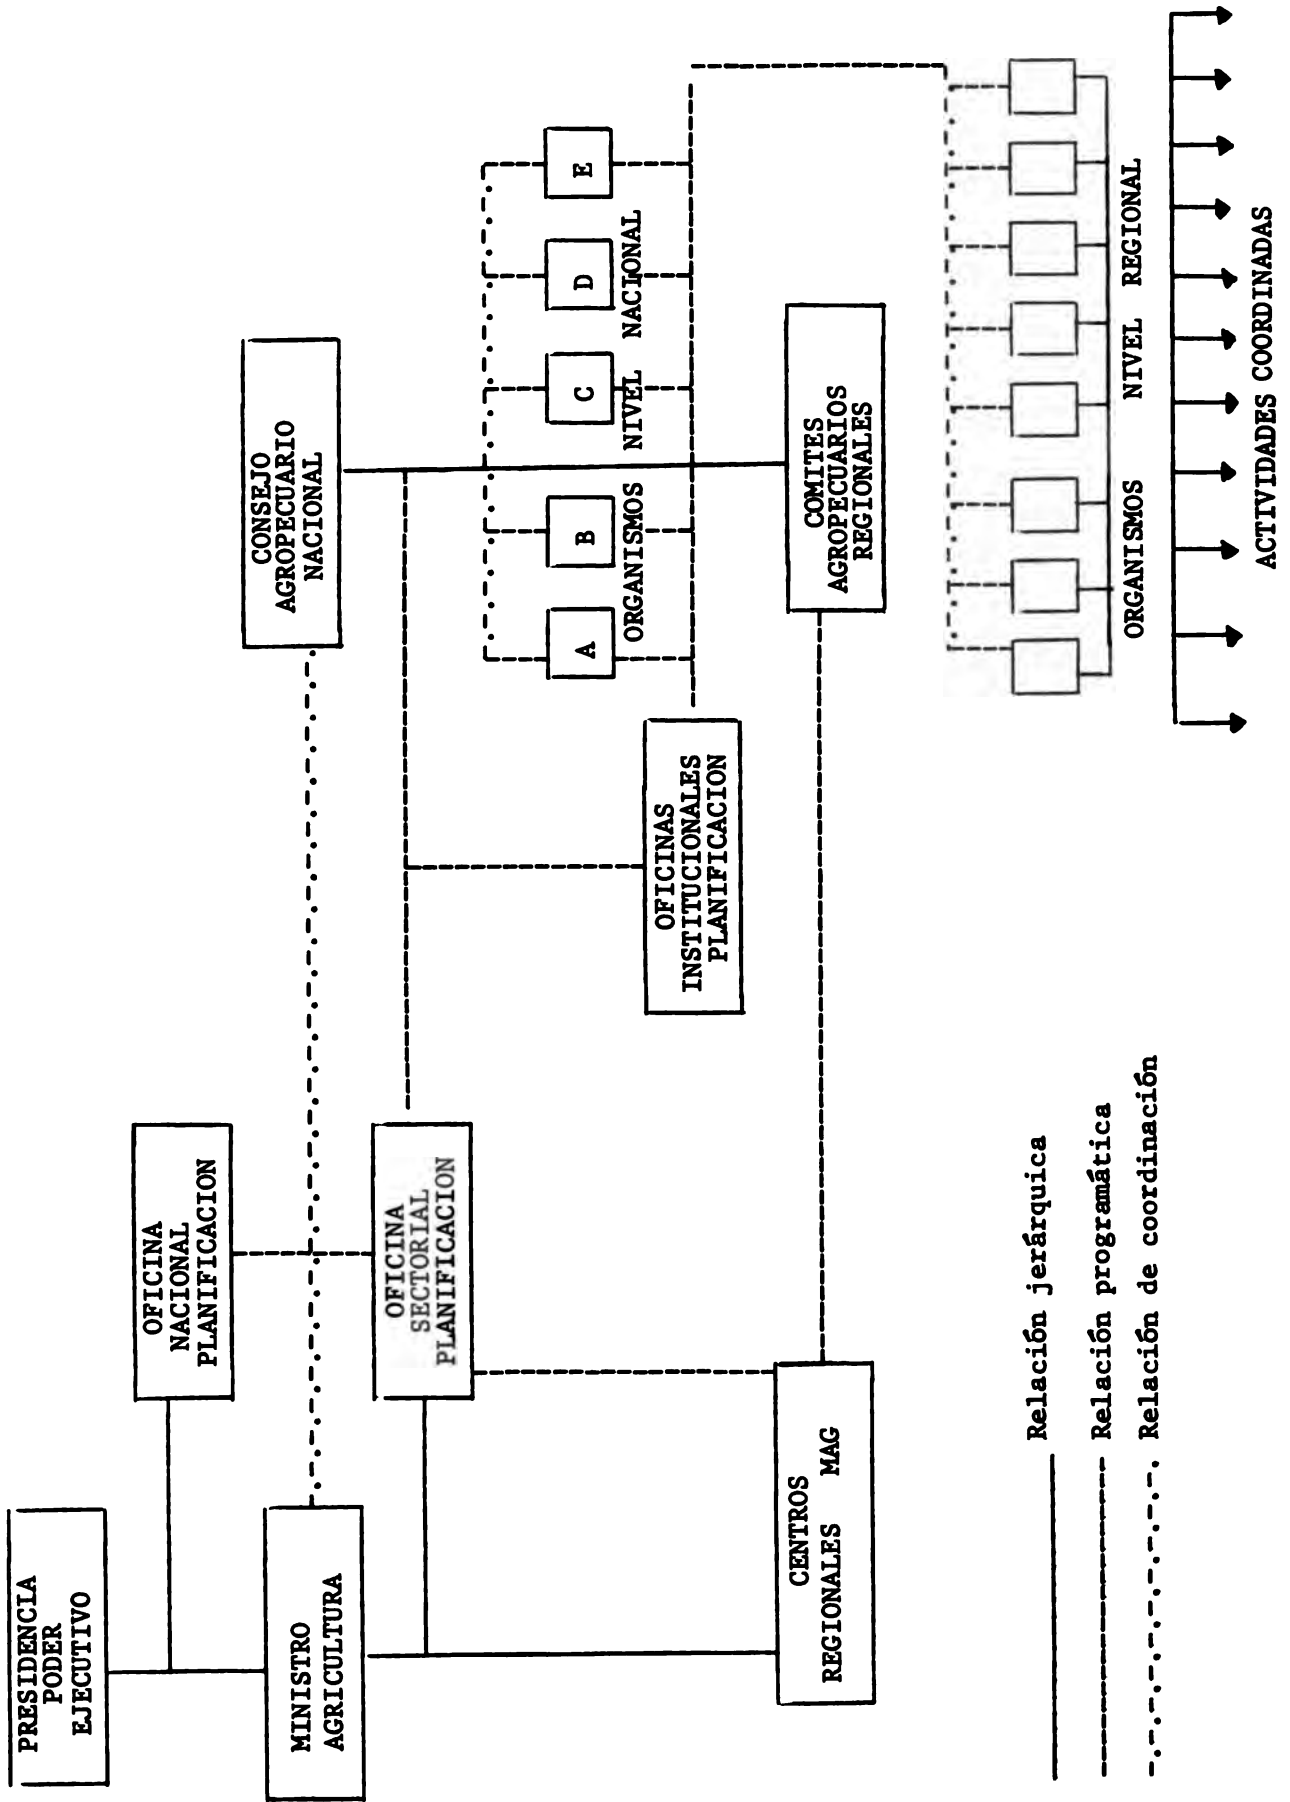 PRESIDENCIA
PODER
EJECUTIVO
OFICINA
NACIONAL
PLANIFICACION
CONSEJO
AGROPECUARIO
NACIONAL
MINISTRO
AGRICULTURA
OFICINA
SECTORIAL
PLANIFICACION
A
B
C
D
E
ORGANISMOS NIVEL NACIONAL
OFICINAS
INSTITUCIONALES
PLANIFICACION
CENTROS
REGIONALES MAG
COMITES
AGROPECUARIOS
REGIONALES
ORGANISMOS NIVEL REGIONAL
ACTIVIDADES COORDINADAS
Relación jerárquica
Relación programática
Relación de coordinación